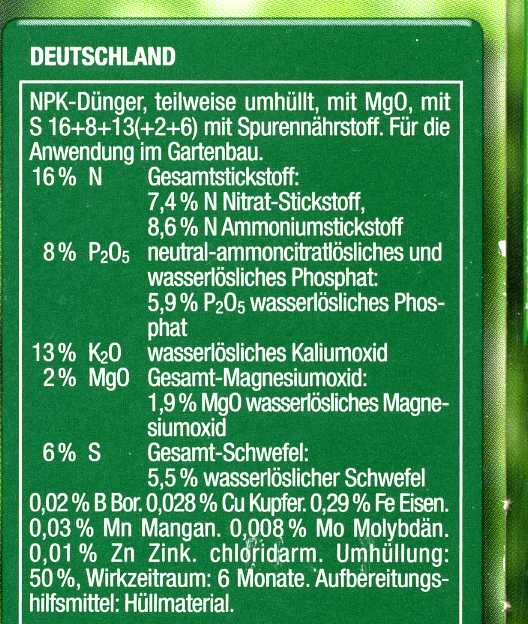 DEUTSCHLAND
NPK-Dünger, teilweise umhüllt, mit MgO, mit
S 16+8+13(+2+6) mit Spurennährstoff. Für die
Anwendung im Gartenbau.
16 % N Gesamtstickstoff:
7,4 % N Nitrat-Stickstoff,
8,6 % N Ammoniumstickstoff
8 % P₂O₅ neutral-ammoncitratlösliches und
wasserlösliches Phosphat:
5,9 % P₂O₅ wasserlösliches Phos-
phat
13 % K₂O wasserlösliches Kaliumoxid
2 % MgO Gesamt-Magnesiumoxid:
1,9 % MgO wasserlösliches Magne-
siumoxid
6 % S Gesamt-Schwefel:
5,5 % wasserlöslicher Schwefel
0,02 % B Bor. 0,028 % Cu Kupfer. 0,29 % Fe Eisen.
0,03 % Mn Mangan. 0,008 % Mo Molybdän.
0,01 % Zn Zink. chloridarm. Umhüllung:
50 %, Wirkzeitraum: 6 Monate. Aufbereitungs-
hilfsmittel: Hüllmaterial.